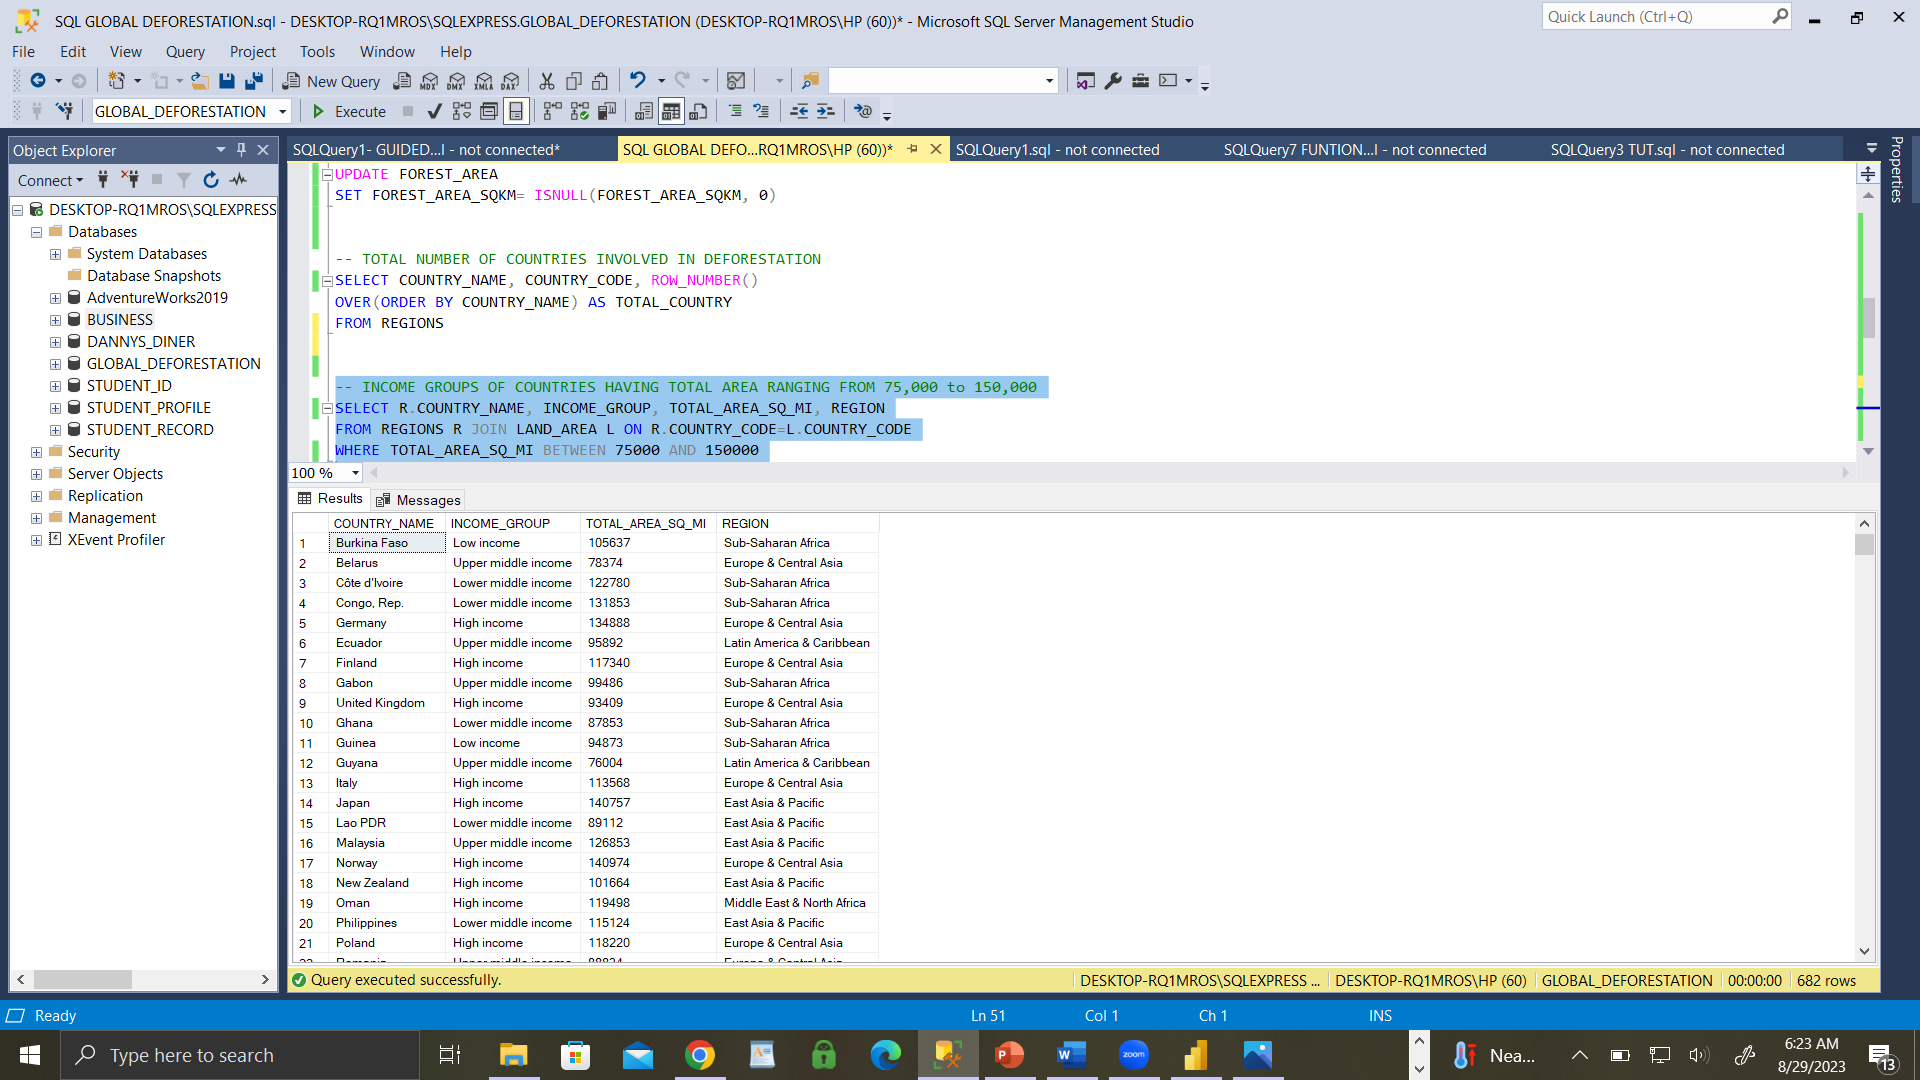 SQL GLOBAL DEFORESTATION.sql - DESKTOP-RQ1MROS\SQLEXPRESS.GLOBAL_DEFORESTATION (DESKTOP-RQ1MROS\HP (60))* - Microsoft SQL Server Management Studio
Quick Launch (Ctrl+Q)
File Edit View Query Project Tools Window Help
New Query MDX DMX XMLA DAX
GLOBAL_DEFORESTATION Execute
Object Explorer
Connect
DESKTOP-RQ1MROS\SQLEXPRESS
Databases
System Databases
Database Snapshots
AdventureWorks2019
BUSINESS
DANNYS_DINER
GLOBAL_DEFORESTATION
STUDENT_ID
STUDENT_PROFILE
STUDENT_RECORD
Security
Server Objects
Replication
Management
XEvent Profiler
SQLQuery1- GUIDED...l - not connected* SQL GLOBAL DEFO...RQ1MROS\HP (60))* SQLQuery1.sql - not connected SQLQuery7 FUNTION...l - not connected SQLQuery3 TUT.sql - not connected
Properties
UPDATE FOREST_AREA
SET FOREST_AREA_SQKM= ISNULL(FOREST_AREA_SQKM, 0)
-- TOTAL NUMBER OF COUNTRIES INVOLVED IN DEFORESTATION
SELECT COUNTRY_NAME, COUNTRY_CODE, ROW_NUMBER()
OVER(ORDER BY COUNTRY_NAME) AS TOTAL_COUNTRY
FROM REGIONS
-- INCOME GROUPS OF COUNTRIES HAVING TOTAL AREA RANGING FROM 75,000 to 150,000
SELECT R.COUNTRY_NAME, INCOME_GROUP, TOTAL_AREA_SQ_MI, REGION
FROM REGIONS R JOIN LAND_AREA L ON R.COUNTRY_CODE=L.COUNTRY_CODE
WHERE TOTAL_AREA_SQ_MI BETWEEN 75000 AND 150000
100 %
Results Messages
COUNTRY_NAME INCOME_GROUP TOTAL_AREA_SQ_MI REGION
1 Burkina Faso Low income 105637 Sub-Saharan Africa
2 Belarus Upper middle income 78374 Europe & Central Asia
3 Côte d'Ivoire Lower middle income 122780 Sub-Saharan Africa
4 Congo, Rep. Lower middle income 131853 Sub-Saharan Africa
5 Germany High income 134888 Europe & Central Asia
6 Ecuador Upper middle income 95892 Latin America & Caribbean
7 Finland High income 117340 Europe & Central Asia
8 Gabon Upper middle income 99486 Sub-Saharan Africa
9 United Kingdom High income 93409 Europe & Central Asia
10 Ghana Lower middle income 87853 Sub-Saharan Africa
11 Guinea Low income 94873 Sub-Saharan Africa
12 Guyana Upper middle income 76004 Latin America & Caribbean
13 Italy High income 113568 Europe & Central Asia
14 Japan High income 140757 East Asia & Pacific
15 Lao PDR Lower middle income 89112 East Asia & Pacific
16 Malaysia Upper middle income 126853 East Asia & Pacific
17 Norway High income 140974 Europe & Central Asia
18 New Zealand High income 101664 East Asia & Pacific
19 Oman High income 119498 Middle East & North Africa
20 Philippines Lower middle income 115124 East Asia & Pacific
21 Poland High income 118220 Europe & Central Asia
Query executed successfully. DESKTOP-RQ1MROS\SQLEXPRESS ... DESKTOP-RQ1MROS\HP (60) GLOBAL_DEFORESTATION 00:00:00 682 rows
Ready Ln 51 Col 1 Ch 1 INS
Type here to search
zoom
Nea...
6:23 AM
8/29/2023
13